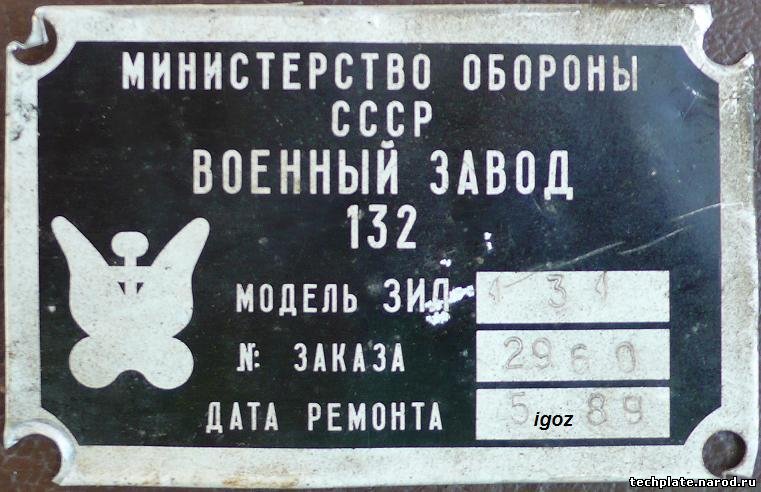 МИНИСТЕРСТВО ОБОРОНЫ
СССР
ВОЕННЫЙ ЗАВОД
132
МОДЕЛЬ ЗИЛ 131
№: ЗАКАЗА 2960
ДАТА РЕМОНТА 5 89
igoz
techplate.narod.ru